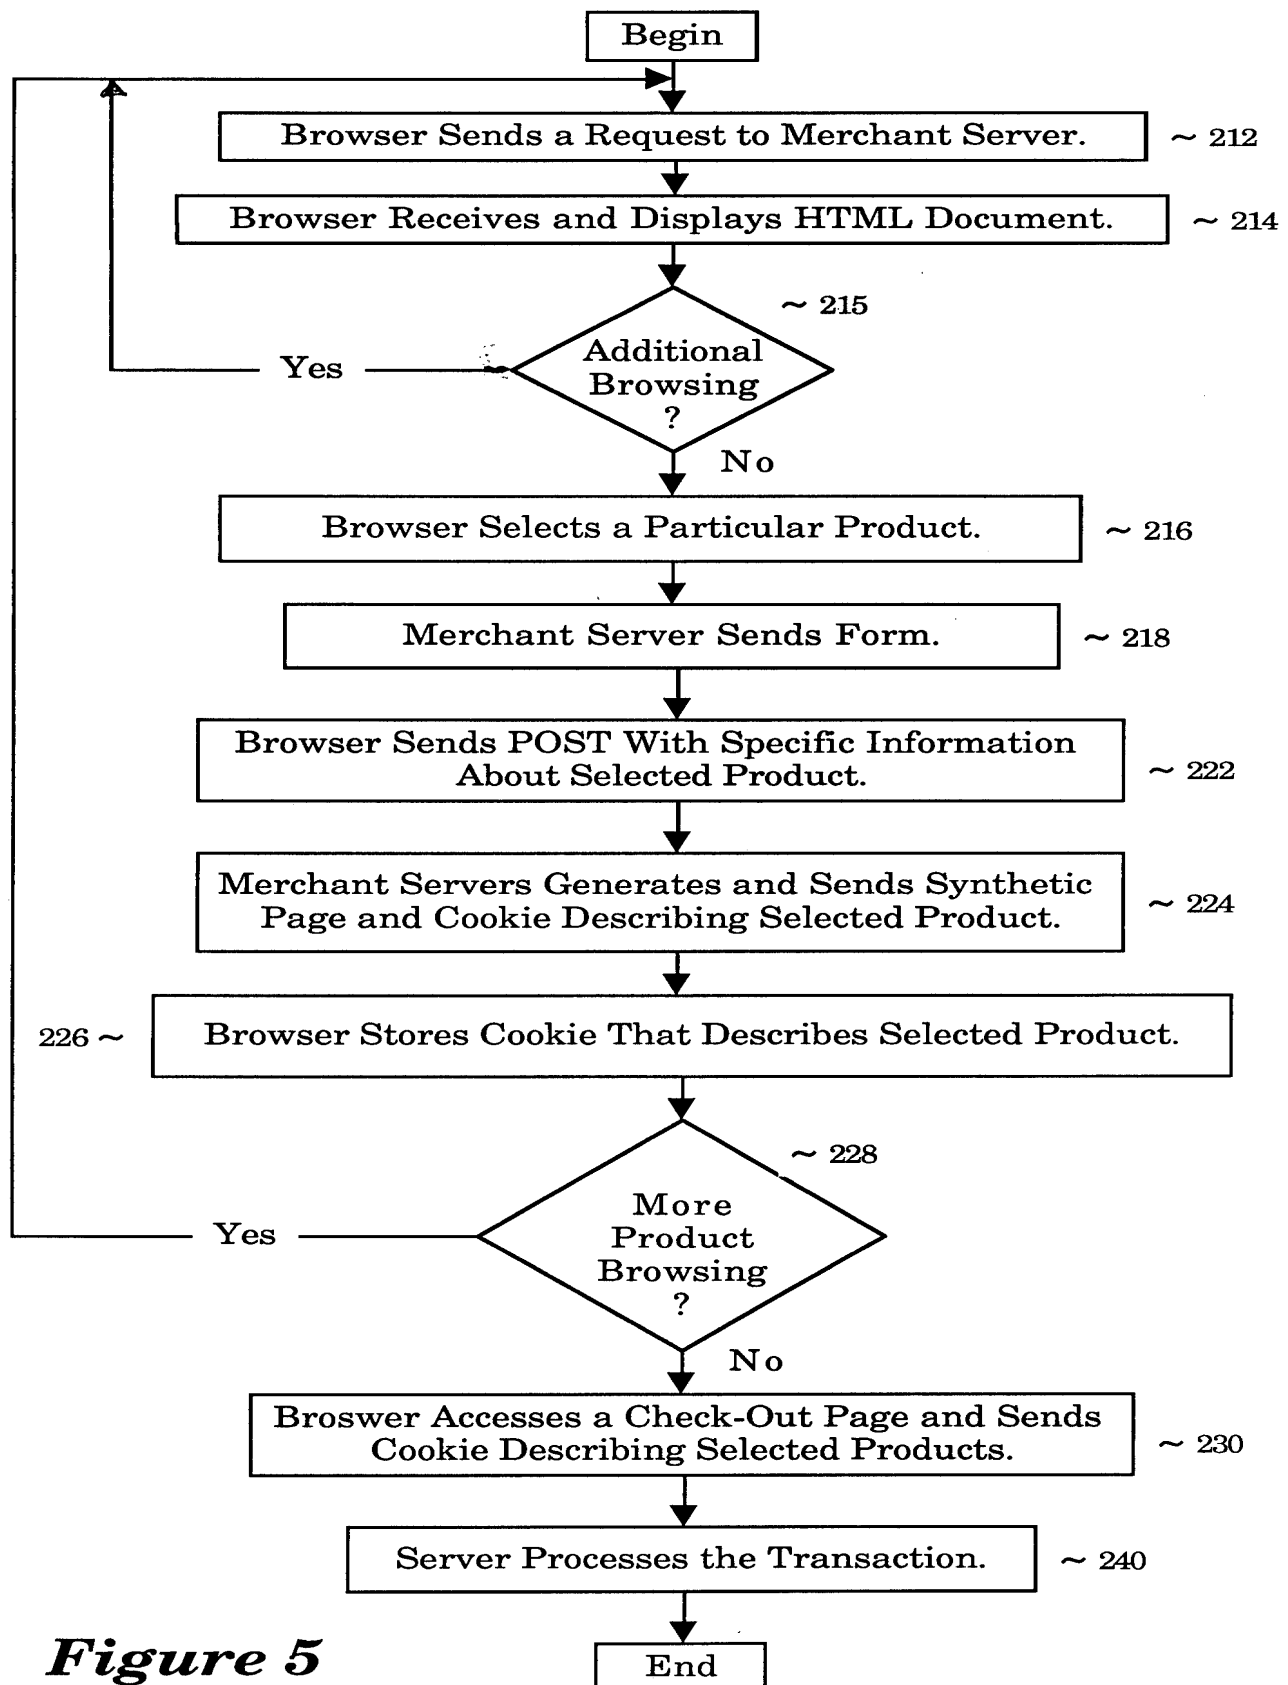 Begin
Browser Sends a Request to Merchant Server.
~ 212
Browser Receives and Displays HTML Document.
~ 214
~ 215
Additional
Browsing
?
Yes
No
Browser Selects a Particular Product.
~ 216
Merchant Server Sends Form.
~ 218
Browser Sends POST With Specific Information
About Selected Product.
~ 222
Merchant Servers Generates and Sends Synthetic
Page and Cookie Describing Selected Product.
~ 224
226 ~
Browser Stores Cookie That Describes Selected Product.
~ 228
More
Product
Browsing
?
Yes
No
Broswer Accesses a Check-Out Page and Sends
Cookie Describing Selected Products.
~ 230
Server Processes the Transaction.
~ 240
End
Figure 5